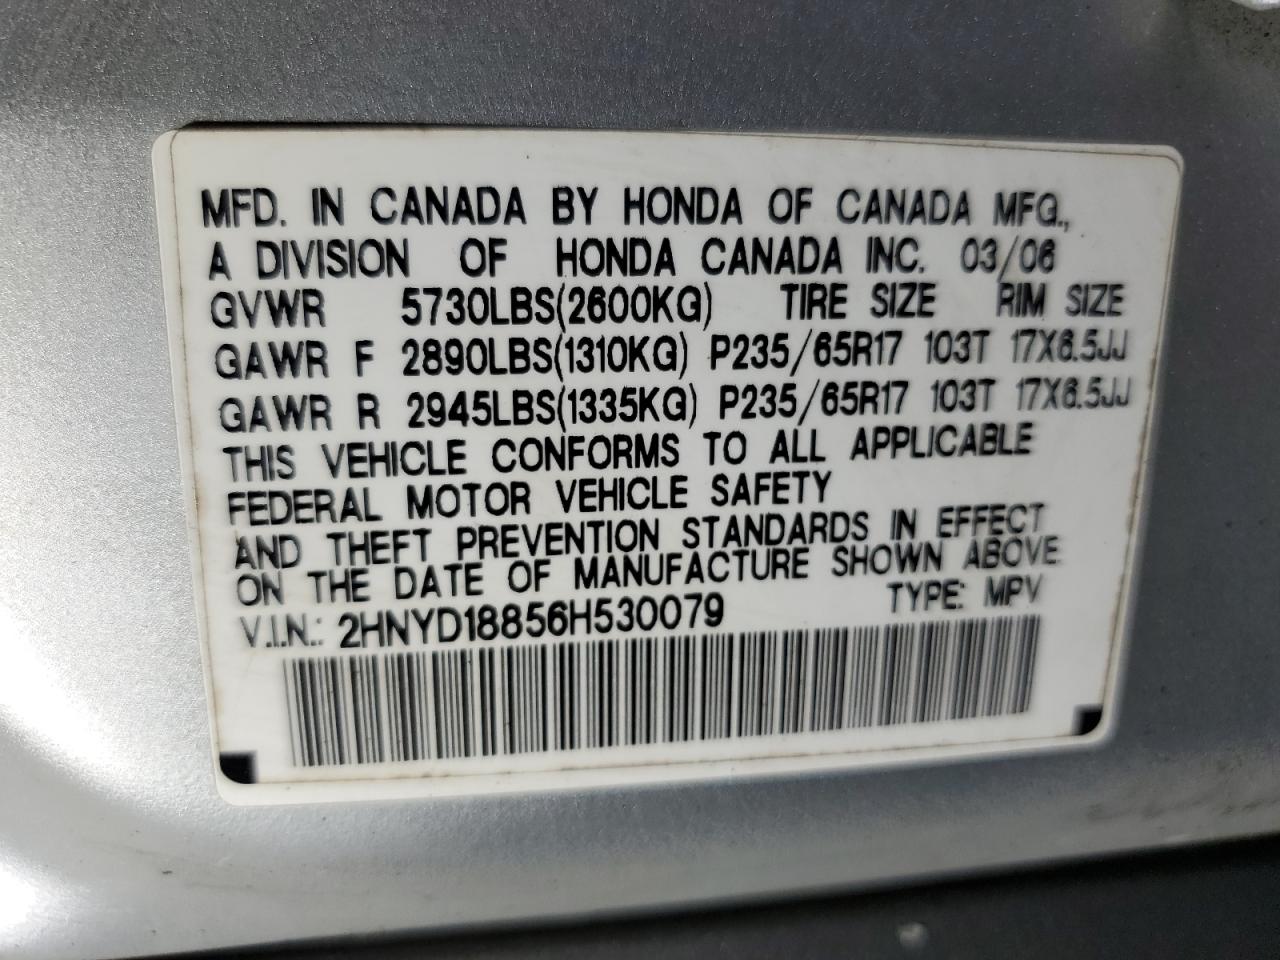 MFD. IN CANADA BY HONDA OF CANADA MFG.,
A DIVISION OF HONDA CANADA INC. 03/06
GVWR 5730LBS(2600KG) TIRE SIZE RIM SIZE
GAWR F 2890LBS(1310KG) P235/65R17 103T 17X6.5JJ
GAWR R 2945LBS(1335KG) P235/65R17 103T 17X6.5JJ
THIS VEHICLE CONFORMS TO ALL APPLICABLE
FEDERAL MOTOR VEHICLE SAFETY
AND THEFT PREVENTION STANDARDS IN EFFECT
ON THE DATE OF MANUFACTURE SHOWN ABOVE
V.I.N.: 2HNYD18856H530079 TYPE: MPV